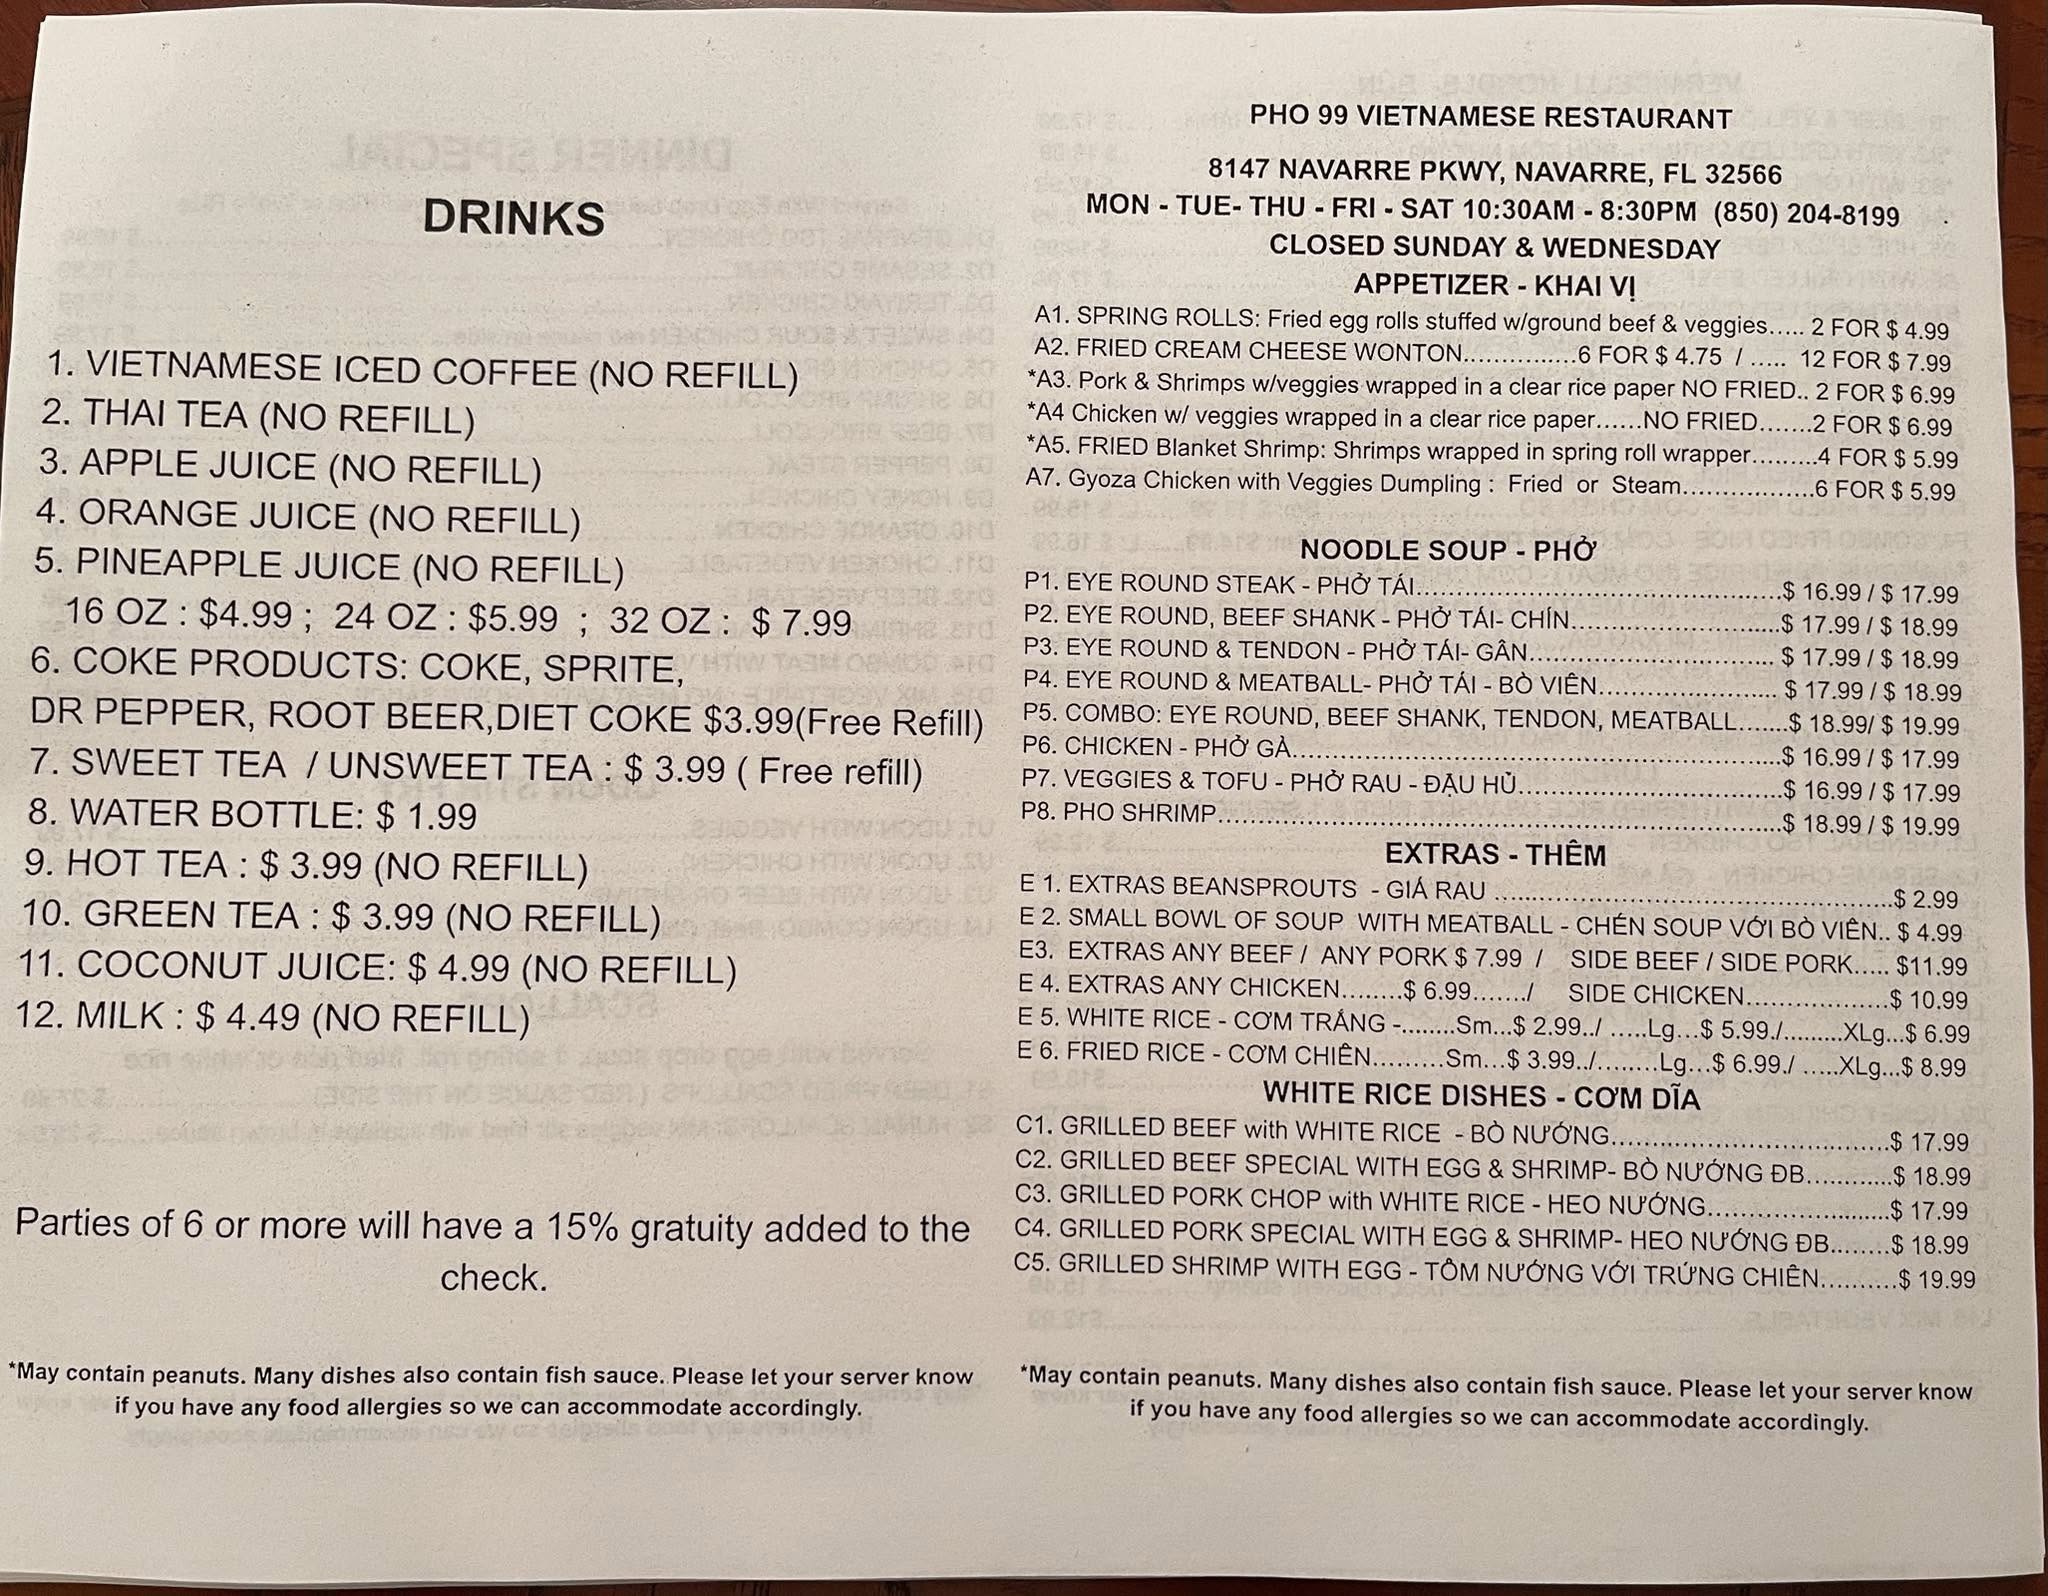 DRINKS
1. VIETNAMESE ICED COFFEE (NO REFILL)
2. THAI TEA (NO REFILL)
3. APPLE JUICE (NO REFILL)
4. ORANGE JUICE (NO REFILL)
5. PINEAPPLE JUICE (NO REFILL)
16 OZ : $4.99 ; 24 OZ : $5.99 ; 32 OZ : $ 7.99
6. COKE PRODUCTS: COKE, SPRITE,
DR PEPPER, ROOT BEER,DIET COKE $3.99(Free Refill)
7. SWEET TEA / UNSWEET TEA : $ 3.99 ( Free refill)
8. WATER BOTTLE: $ 1.99
9. HOT TEA : $ 3.99 (NO REFILL)
10. GREEN TEA : $ 3.99 (NO REFILL)
11. COCONUT JUICE: $ 4.99 (NO REFILL)
12. MILK : $ 4.49 (NO REFILL)
Parties of 6 or more will have a 15% gratuity added to the
check.
*May contain peanuts. Many dishes also contain fish sauce. Please let your server know
if you have any food allergies so we can accommodate accordingly.
PHO 99 VIETNAMESE RESTAURANT
8147 NAVARRE PKWY, NAVARRE, FL 32566
MON - TUE- THU - FRI - SAT 10:30AM - 8:30PM (850) 204-8199
CLOSED SUNDAY & WEDNESDAY
APPETIZER - KHAI VỊ
A1. SPRING ROLLS: Fried egg rolls stuffed w/ground beef & veggies..... 2 FOR $ 4.99
A2. FRIED CREAM CHEESE WONTON...............6 FOR $ 4.75 / ..... 12 FOR $ 7.99
*A3. Pork & Shrimps w/veggies wrapped in a clear rice paper NO FRIED.. 2 FOR $ 6.99
*A4 Chicken w/ veggies wrapped in a clear rice paper......NO FRIED.......2 FOR $ 6.99
*A5. FRIED Blanket Shrimp: Shrimps wrapped in spring roll wrapper.........4 FOR $ 5.99
A7. Gyoza Chicken with Veggies Dumpling : Fried or Steam.................6 FOR $ 5.99
NOODLE SOUP - PHỞ
P1. EYE ROUND STEAK - PHỞ TÁI................................................$ 16.99 / $ 17.99
P2. EYE ROUND, BEEF SHANK - PHỞ TÁI- CHÍN...........................$ 17.99 / $ 18.99
P3. EYE ROUND & TENDON - PHỞ TÁI- GÂN................................ $ 17.99 / $ 18.99
P4. EYE ROUND & MEATBALL- PHỞ TÁI - BÒ VIÊN....................... $ 17.99 / $ 18.99
P5. COMBO: EYE ROUND, BEEF SHANK, TENDON, MEATBALL.......$ 18.99/ $ 19.99
P6. CHICKEN - PHỞ GÀ................................................................$ 16.99 / $ 17.99
P7. VEGGIES & TOFU - PHỞ RAU - ĐẬU HỦ..................................$ 16.99 / $ 17.99
P8. PHO SHRIMP..........................................................................$ 18.99 / $ 19.99
EXTRAS - THÊM
E 1. EXTRAS BEANSPROUTS - GIÁ RAU .....................................................$ 2.99
E 2. SMALL BOWL OF SOUP WITH MEATBALL - CHÉN SOUP VỚI BÒ VIÊN.. $ 4.99
E3. EXTRAS ANY BEEF / ANY PORK $ 7.99 / SIDE BEEF / SIDE PORK..... $11.99
E 4. EXTRAS ANY CHICKEN........$ 6.99......./ SIDE CHICKEN...................$ 10.99
E 5. WHITE RICE - CƠM TRẮNG -........Sm...$ 2.99../ .....Lg...$ 5.99./.........XLg...$ 6.99
E 6. FRIED RICE - CƠM CHIÊN.........Sm...$ 3.99../........Lg...$ 6.99./ .....XLg...$ 8.99
WHITE RICE DISHES - CƠM DĨA
C1. GRILLED BEEF with WHITE RICE - BÒ NƯỚNG....................................$ 17.99
C2. GRILLED BEEF SPECIAL WITH EGG & SHRIMP- BÒ NƯỚNG ĐB............$ 18.99
C3. GRILLED PORK CHOP with WHITE RICE - HEO NƯỚNG........................$ 17.99
C4. GRILLED PORK SPECIAL WITH EGG & SHRIMP- HEO NƯỚNG ĐB........$ 18.99
C5. GRILLED SHRIMP WITH EGG - TÔM NƯỚNG VỚI TRỨNG CHIÊN..........$ 19.99
*May contain peanuts. Many dishes also contain fish sauce. Please let your server know
if you have any food allergies so we can accommodate accordingly.